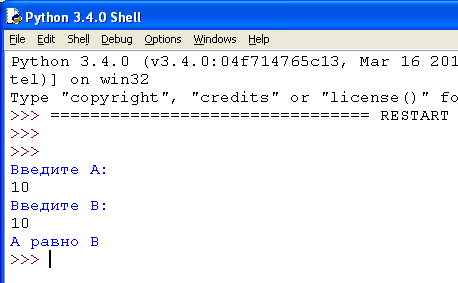 Python 3.4.0 Shell
File Edit Shell Debug Options Windows Help
Python 3.4.0 (v3.4.0:04f714765c13, Mar 16 201
tel)] on win32
Type "copyright", "credits" or "license()" fo
>>> ================================ RESTART
>>>
>>>
Введите A:
10
Введите B:
10
A равно B
>>>